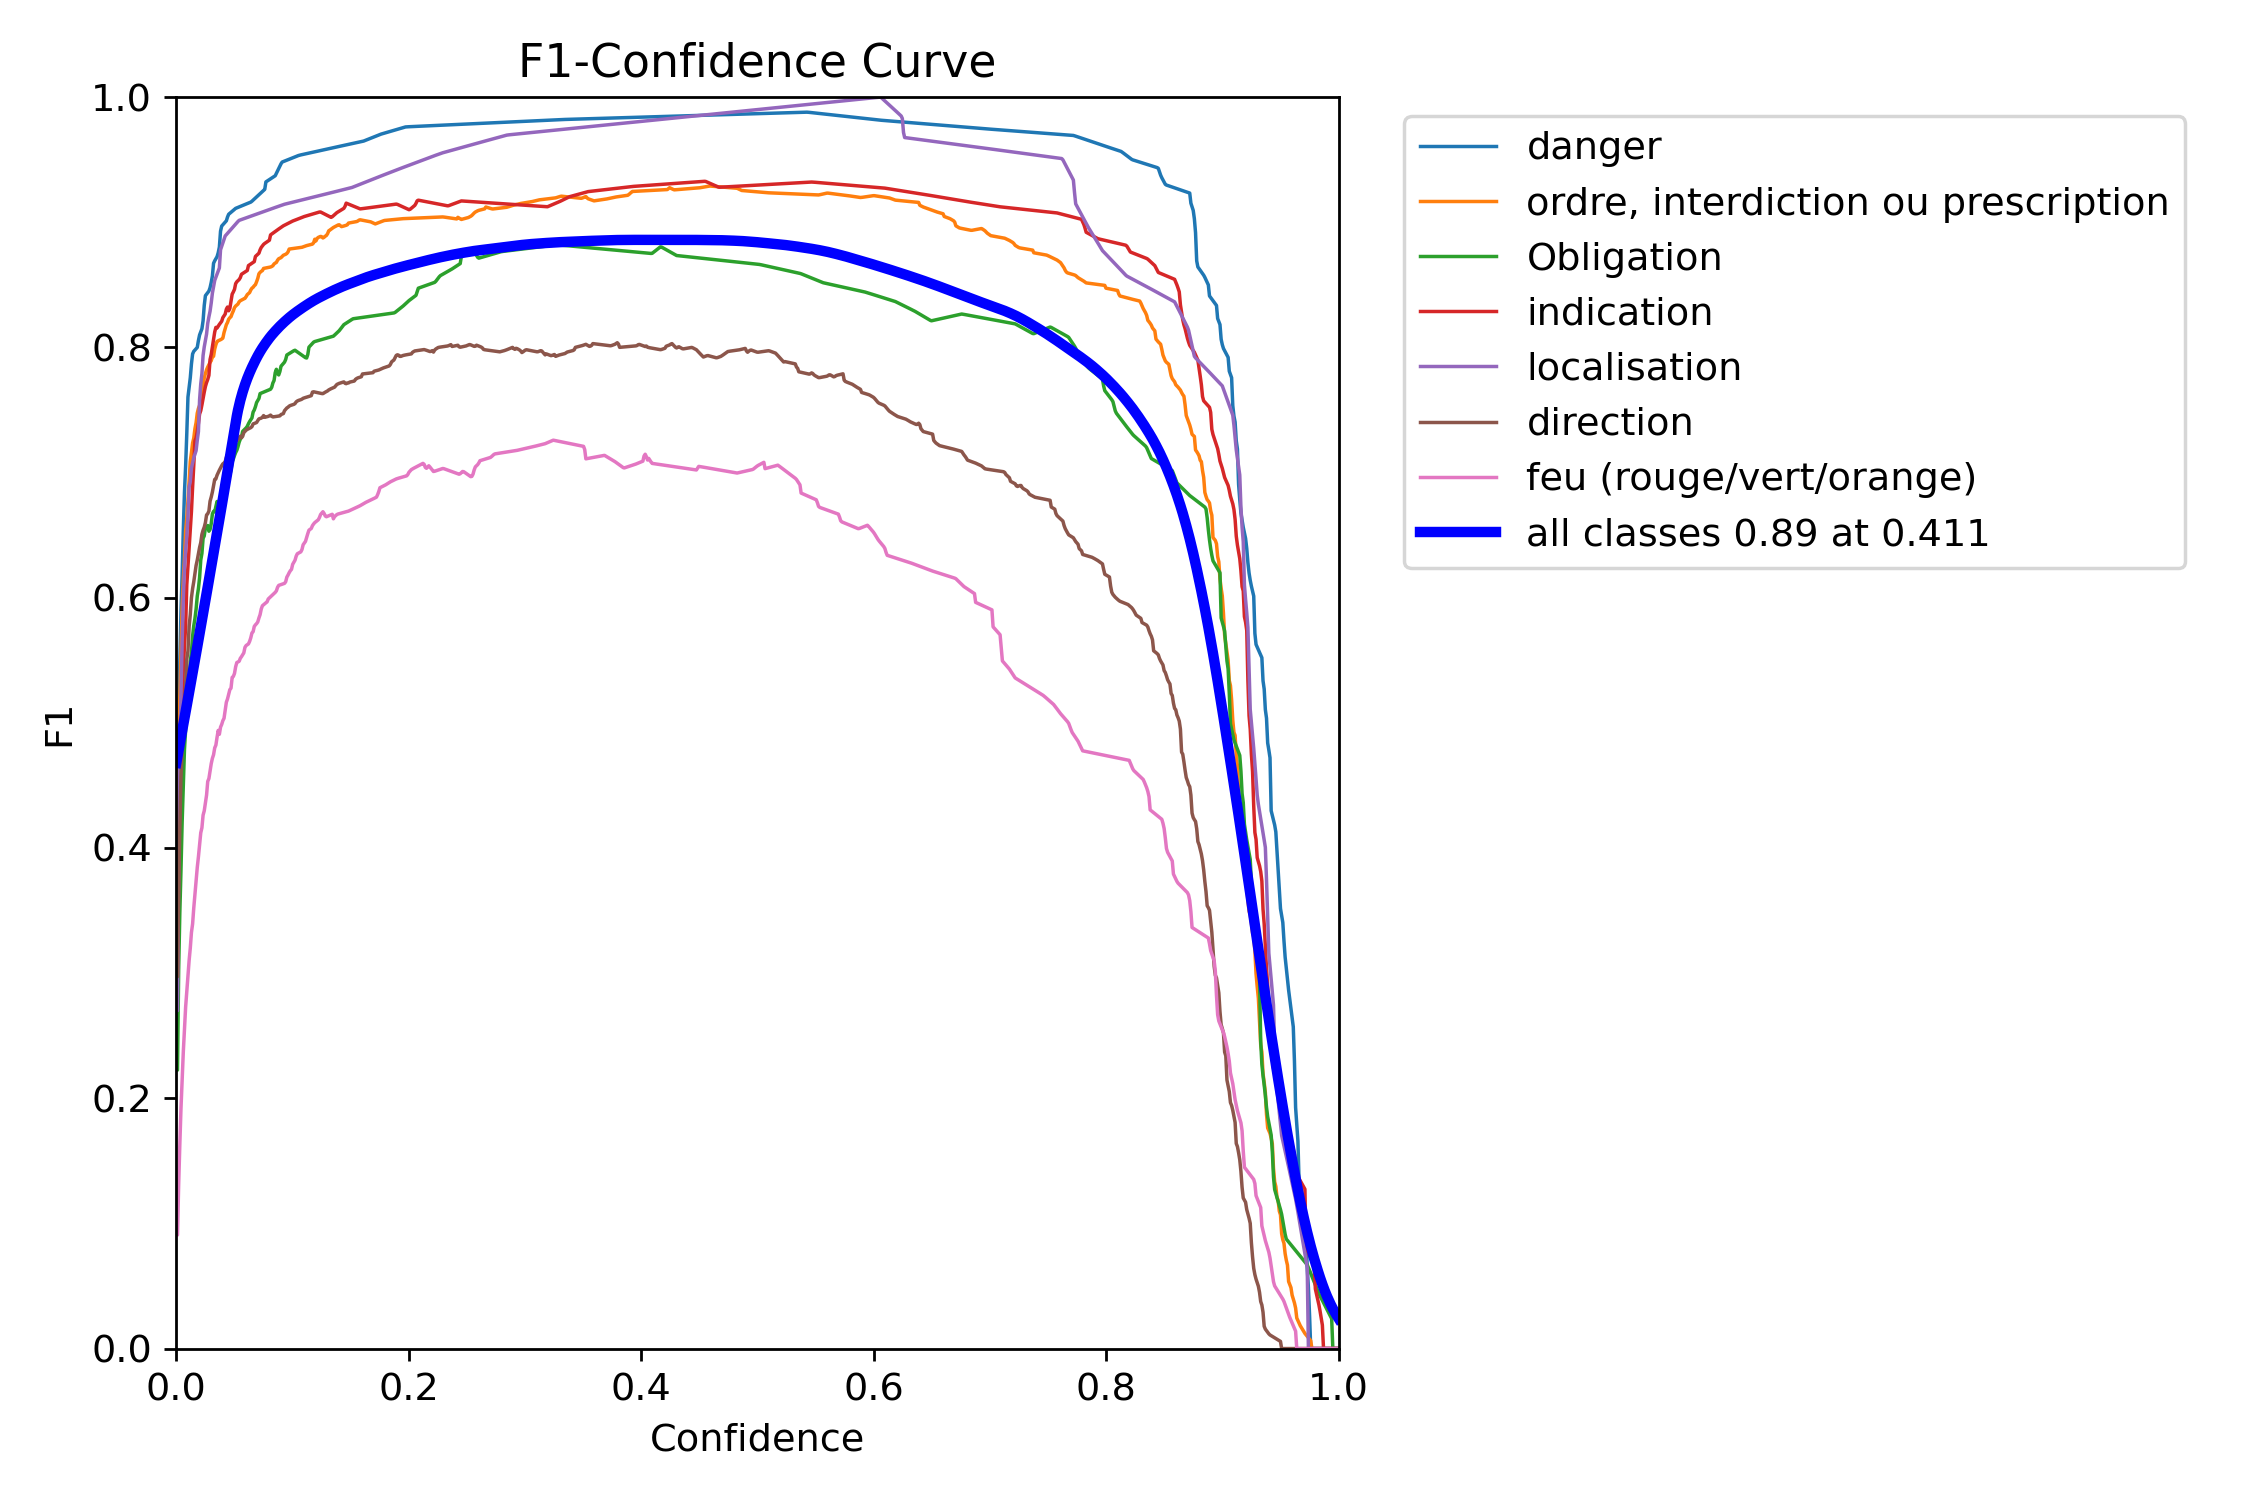 F1-Confidence Curve
1.0
0.8
0.6
0.4
0.2
0.0
F1
0.0 0.2 0.4 0.6 0.8 1.0
Confidence
danger
ordre, interdiction ou prescription
Obligation
indication
localisation
direction
feu (rouge/vert/orange)
all classes 0.89 at 0.411